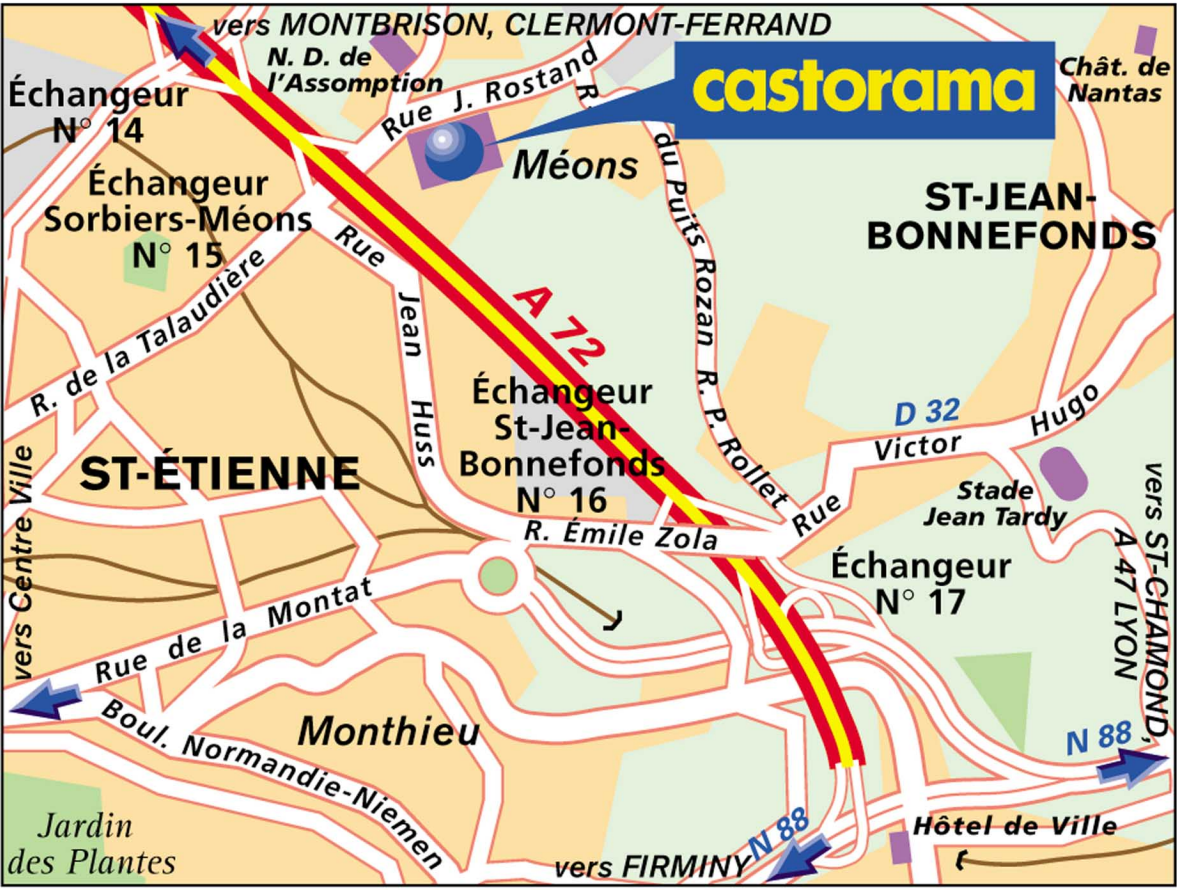 vers MONTBRISON, CLERMONT-FERRAND
N. D. de
l'Assomption
Rue J. Rostand
castorama
Chât. de
Nantas
Échangeur
N° 14
R.
du Puits Rozan
Méons
Échangeur
Sorbiers-Méons
N° 15
ST-JEAN-
BONNEFONDS
Rue Jean Huss
R. de la Talaudière
A 72
Échangeur
St-Jean-
Bonnefonds
N° 16
R. P. Rollet
D 32
Rue Victor Hugo
ST-ÉTIENNE
vers Centre Ville
Stade
Jean Tardy
R. Émile Zola
Échangeur
N° 17
vers ST-CHAMOND,
A 47 LYON
Rue de la Montat
Boul. Normandie-Niemen
Monthieu
N 88
Jardin
des Plantes
Hôtel de Ville
N 88
vers FIRMINY